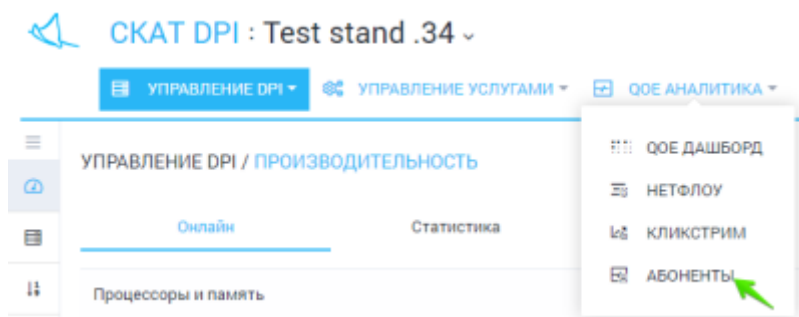 СКАТ DPI : Test stand .34
УПРАВЛЕНИЕ DPI УПРАВЛЕНИЕ УСЛУГАМИ QOE АНАЛИТИКА
УПРАВЛЕНИЕ DPI / ПРОИЗВОДИТЕЛЬНОСТЬ
QOE ДАШБОРД
НЕТФЛОУ
КЛИКСТРИМ
АБОНЕНТЫ
Онлайн Статистика
Процессоры и память